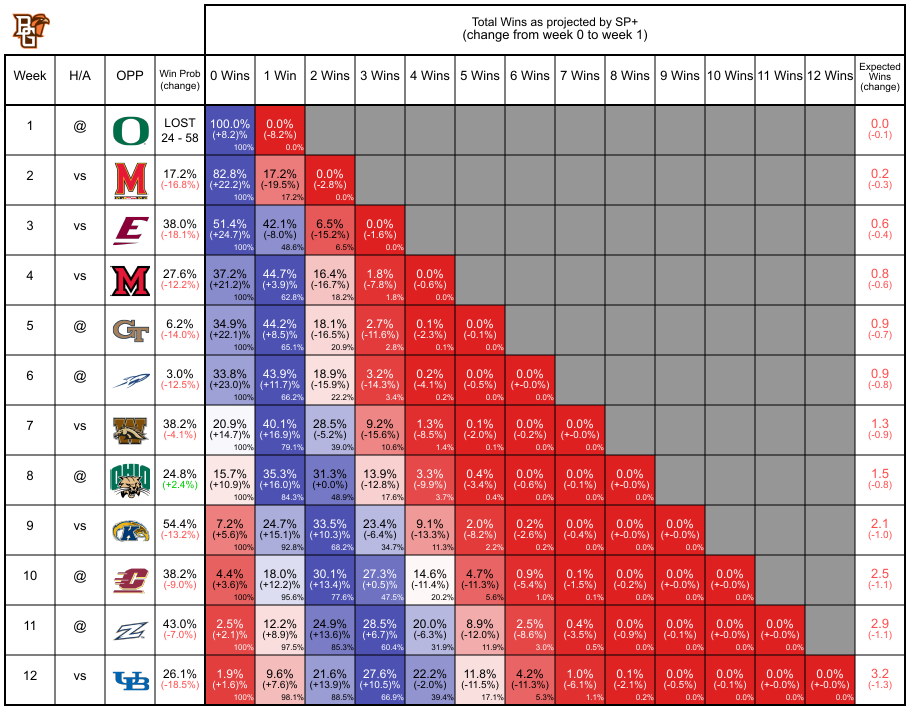 BG
Total Wins as projected by SP+
(change from week 0 to week 1)
Week H/A OPP Win Prob (change) 0 Wins 1 Win 2 Wins 3 Wins 4 Wins 5 Wins 6 Wins 7 Wins 8 Wins 9 Wins 10 Wins 11 Wins 12 Wins Expected Wins (change)
1 @ O LOST 100.0% 0.0% 0.0
24 - 58 (+8.2)% (-8.2%) (-0.1)
100% 0.0%
2 vs M 17.2% 82.8% 17.2% 0.0% 0.2
(-16.8%) (+22.2)% (-19.5%) (-2.8%) (-0.3)
100% 17.2% 0.0%
3 vs E 38.0% 51.4% 42.1% 6.5% 0.0% 0.6
(-18.1%) (+24.7)% (-8.0%) (-15.2%) (-1.6%) (-0.4)
100% 48.6% 6.5% 0.0%
4 vs M 27.6% 37.2% 44.7% 16.4% 1.8% 0.0% 0.8
(-12.2%) (+21.2)% (+3.9)% (-16.7%) (-7.8%) (-0.6%) (-0.6)
100% 62.8% 18.2% 1.8% 0.0%
5 @ GT 6.2% 34.9% 44.2% 18.1% 2.7% 0.1% 0.0% 0.9
(-14.0%) (+22.1)% (+8.5)% (-16.5%) (-11.6%) (-2.3%) (-0.1%) (-0.7)
100% 65.1% 20.9% 2.8% 0.1% 0.0%
6 @ 3.0% 33.8% 43.9% 18.9% 3.2% 0.2% 0.0% 0.0% 0.9
(-12.5%) (+23.0)% (+11.7)% (-15.9%) (-14.3%) (-4.1%) (-0.5%) (+-0.0%) (-0.8)
100% 66.2% 22.2% 3.4% 0.2% 0.0% 0.0%
7 vs W 38.2% 20.9% 40.1% 28.5% 9.2% 1.3% 0.1% 0.0% 0.0% 1.3
(-4.1%) (+14.7)% (+16.9)% (-5.2%) (-15.6%) (-8.5%) (-2.0%) (-0.2%) (+-0.0%) (-0.9)
100% 79.1% 39.0% 10.6% 1.4% 0.1% 0.0% 0.0%
8 @ OHIO 24.8% 15.7% 35.3% 31.3% 13.9% 3.3% 0.4% 0.0% 0.0% 0.0% 1.5
(+2.4%) (+10.9)% (+16.0)% (+0.0)% (-12.8%) (-9.9%) (-3.4%) (-0.6%) (-0.1%) (+-0.0%) (-0.8)
100% 84.3% 48.9% 17.6% 3.7% 0.4% 0.0% 0.0% 0.0%
9 vs K 54.4% 7.2% 24.7% 33.5% 23.4% 9.1% 2.0% 0.2% 0.0% 0.0% 0.0% 2.1
(-13.2%) (+5.6)% (+15.1)% (+10.3)% (-6.4%) (-13.3%) (-8.2%) (-2.6%) (-0.4%) (+-0.0%) (+-0.0%) (-1.0)
100% 92.8% 68.2% 34.7% 11.3% 2.2% 0.2% 0.0% 0.0% 0.0%
10 @ C 38.2% 4.4% 18.0% 30.1% 27.3% 14.6% 4.7% 0.9% 0.1% 0.0% 0.0% 0.0% 2.5
(-9.0%) (+3.6)% (+12.2)% (+13.4)% (+0.5)% (-11.4%) (-11.3%) (-5.4%) (-1.5%) (-0.2%) (+-0.0%) (+-0.0%) (-1.1)
100% 95.6% 77.6% 47.5% 20.2% 5.6% 1.0% 0.1% 0.0% 0.0% 0.0%
11 @ 43.0% 2.5% 12.2% 24.9% 28.5% 20.0% 8.9% 2.5% 0.4% 0.0% 0.0% 0.0% 0.0% 2.9
(-7.0%) (+2.1)% (+8.9)% (+13.6)% (+6.7)% (-6.3%) (-12.0%) (-8.6%) (-3.5%) (-0.9%) (-0.1%) (+-0.0%) (+-0.0%) (-1.1)
100% 97.5% 85.3% 60.4% 31.9% 11.9% 3.0% 0.5% 0.0% 0.0% 0.0% 0.0%
12 vs UB 26.1% 1.9% 9.6% 21.6% 27.6% 22.2% 11.8% 4.2% 1.0% 0.1% 0.0% 0.0% 0.0% 0.0% 3.2
(-18.5%) (+1.6)% (+7.6)% (+13.9)% (+10.5)% (-2.0%) (-11.5%) (-11.3%) (-6.1%) (-2.1%) (-0.5%) (-0.1%) (+-0.0%) (+-0.0%) (-1.3)
100% 98.1% 88.5% 66.9% 39.4% 17.1% 5.3% 1.1% 0.2% 0.0% 0.0% 0.0% 0.0%